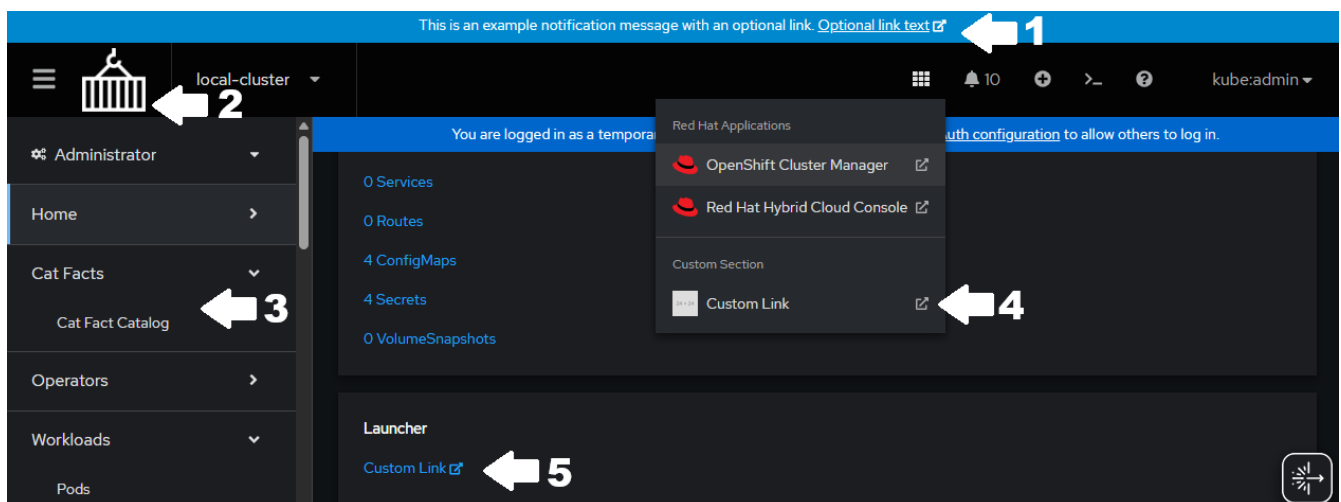 This is an example notification message with an optional link. Optional link text
1
local-cluster
10
kube:admin
2
You are logged in as a tempora
uth configuration to allow others to log in.
Administrator
Home
Cat Facts
Cat Fact Catalog
3
Operators
Workloads
Pods
0 Services
0 Routes
4 ConfigMaps
4 Secrets
0 VolumeSnapshots
Red Hat Applications
OpenShift Cluster Manager
Red Hat Hybrid Cloud Console
Custom Section
Custom Link
4
Launcher
Custom Link
5